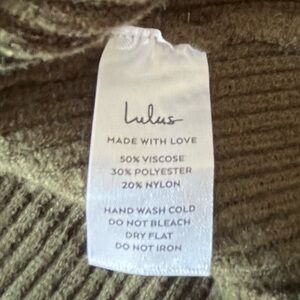 Lulus
MADE WITH LOVE
50% VISCOSE
30% POLYESTER
20% NYLON
HAND WASH COLD
DO NOT BLEACH
DRY FLAT
DO NOT IRON